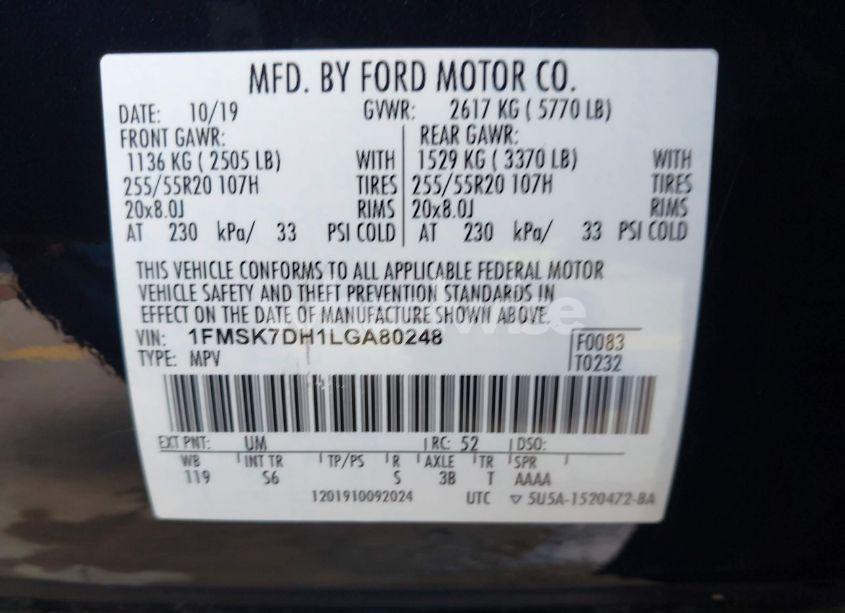 MFD. BY FORD MOTOR CO.
DATE: 10/19 GVWR: 2617 KG ( 5770 LB)
FRONT GAWR: REAR GAWR:
1136 KG ( 2505 LB) WITH 1529 KG ( 3370 LB) WITH
255/55R20 107H TIRES 255/55R20 107H TIRES
20x8.0J RIMS 20x8.0J RIMS
AT 230 kPa/ 33 PSI COLD AT 230 kPa/ 33 PSI COLD
THIS VEHICLE CONFORMS TO ALL APPLICABLE FEDERAL MOTOR
VEHICLE SAFETY AND THEFT PREVENTION STANDARDS IN
EFFECT ON THE DATE OF MANUFACTURE SHOWN ABOVE.
VIN: 1FMSK7DH1LGA80248 F0083
TYPE: MPV T0232
EXT PNT: UM RC: 52 DSO:
WB INT TR TP/PS R AXLE TR SPR
119 S6 S 3B T AAAA
1201910092024 UTC ▽ 5U5A-1520472-BA